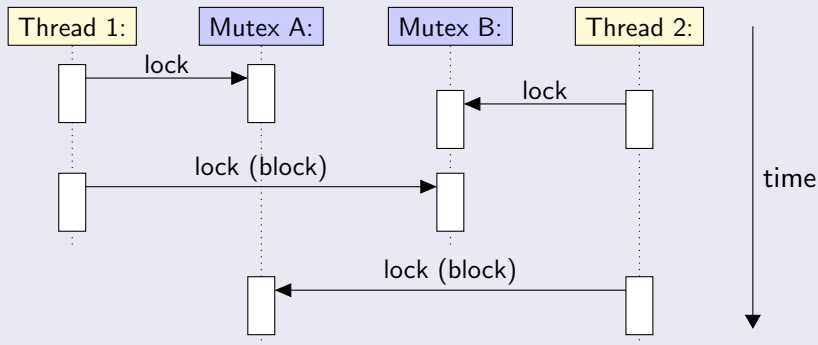 Thread 1:
Mutex A:
Mutex B:
Thread 2:
lock
lock
lock (block)
time
lock (block)